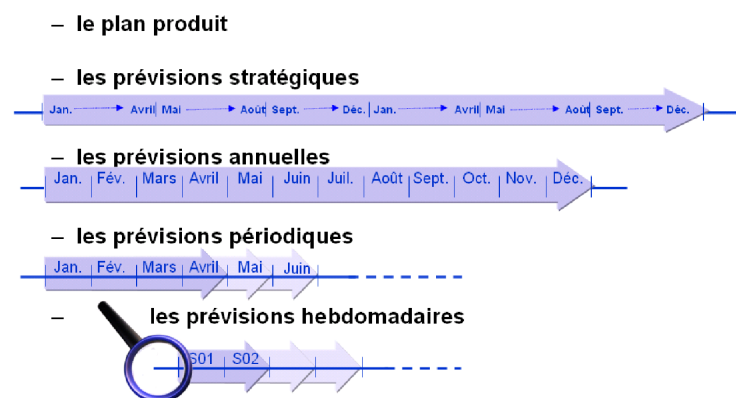 – le plan produit
– les prévisions stratégiques
Jan. Avril Mai Août Sept. Déc. Jan. Avril Mai Août Sept. Déc.
– les prévisions annuelles
Jan. Fév. Mars Avril Mai Juin Juil. Août Sept. Oct. Nov. Déc.
– les prévisions périodiques
Jan. Fév. Mars Avril Mai Juin
– les prévisions hebdomadaires
S01 S02